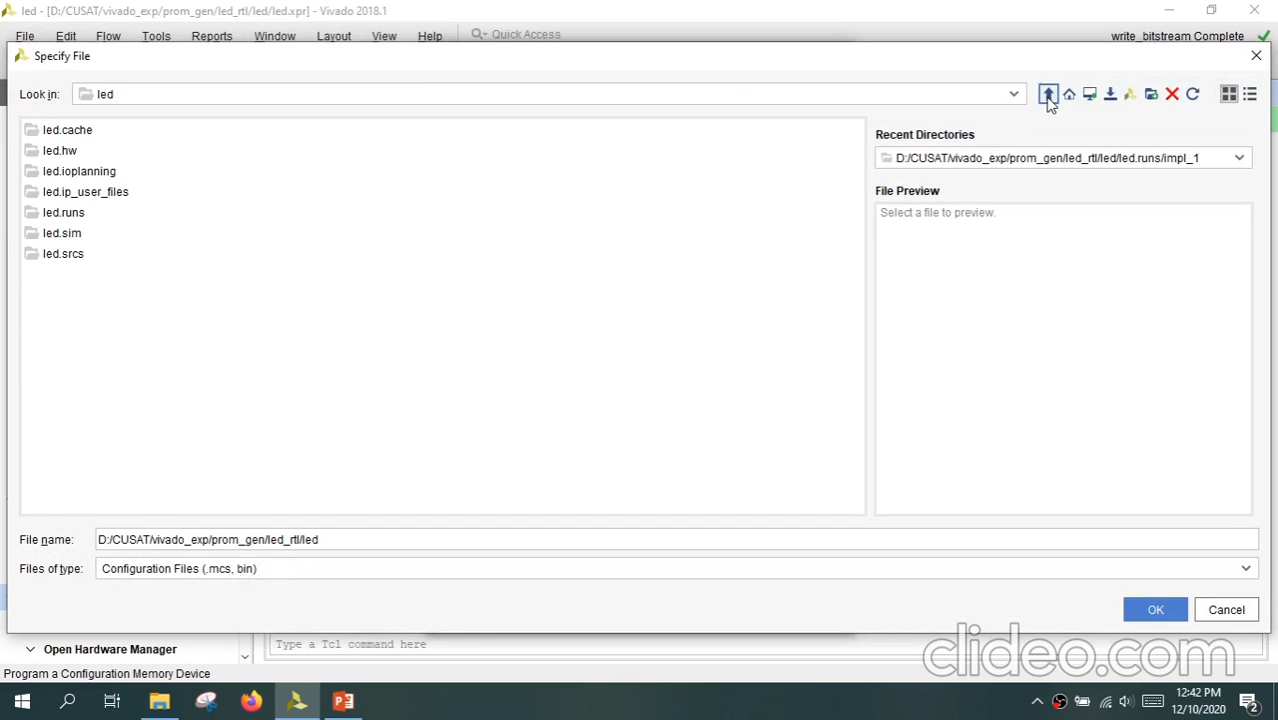 led - [D:/CUSAT/vivado_exp/prom_gen/led_rtl/led/led.xpr] - Vivado 2018.1
File Edit Flow Tools Reports Window Layout View Help Quick Access write_bitstream Complete
Specify File
Look in: led
led.cache
led.hw
led.ioplanning
led.ip_user_files
led.runs
led.sim
led.srcs
Recent Directories
D:/CUSAT/vivado_exp/prom_gen/led_rtl/led/led.runs/impl_1
File Preview
Select a file to preview.
File name: D:/CUSAT/vivado_exp/prom_gen/led_rtl/led
Files of type: Configuration Files (.mcs, bin)
OK Cancel
Open Hardware Manager
Type a Tcl command here
clideo.com
Program a Configuration Memory Device
12:42 PM
12/10/2020
2